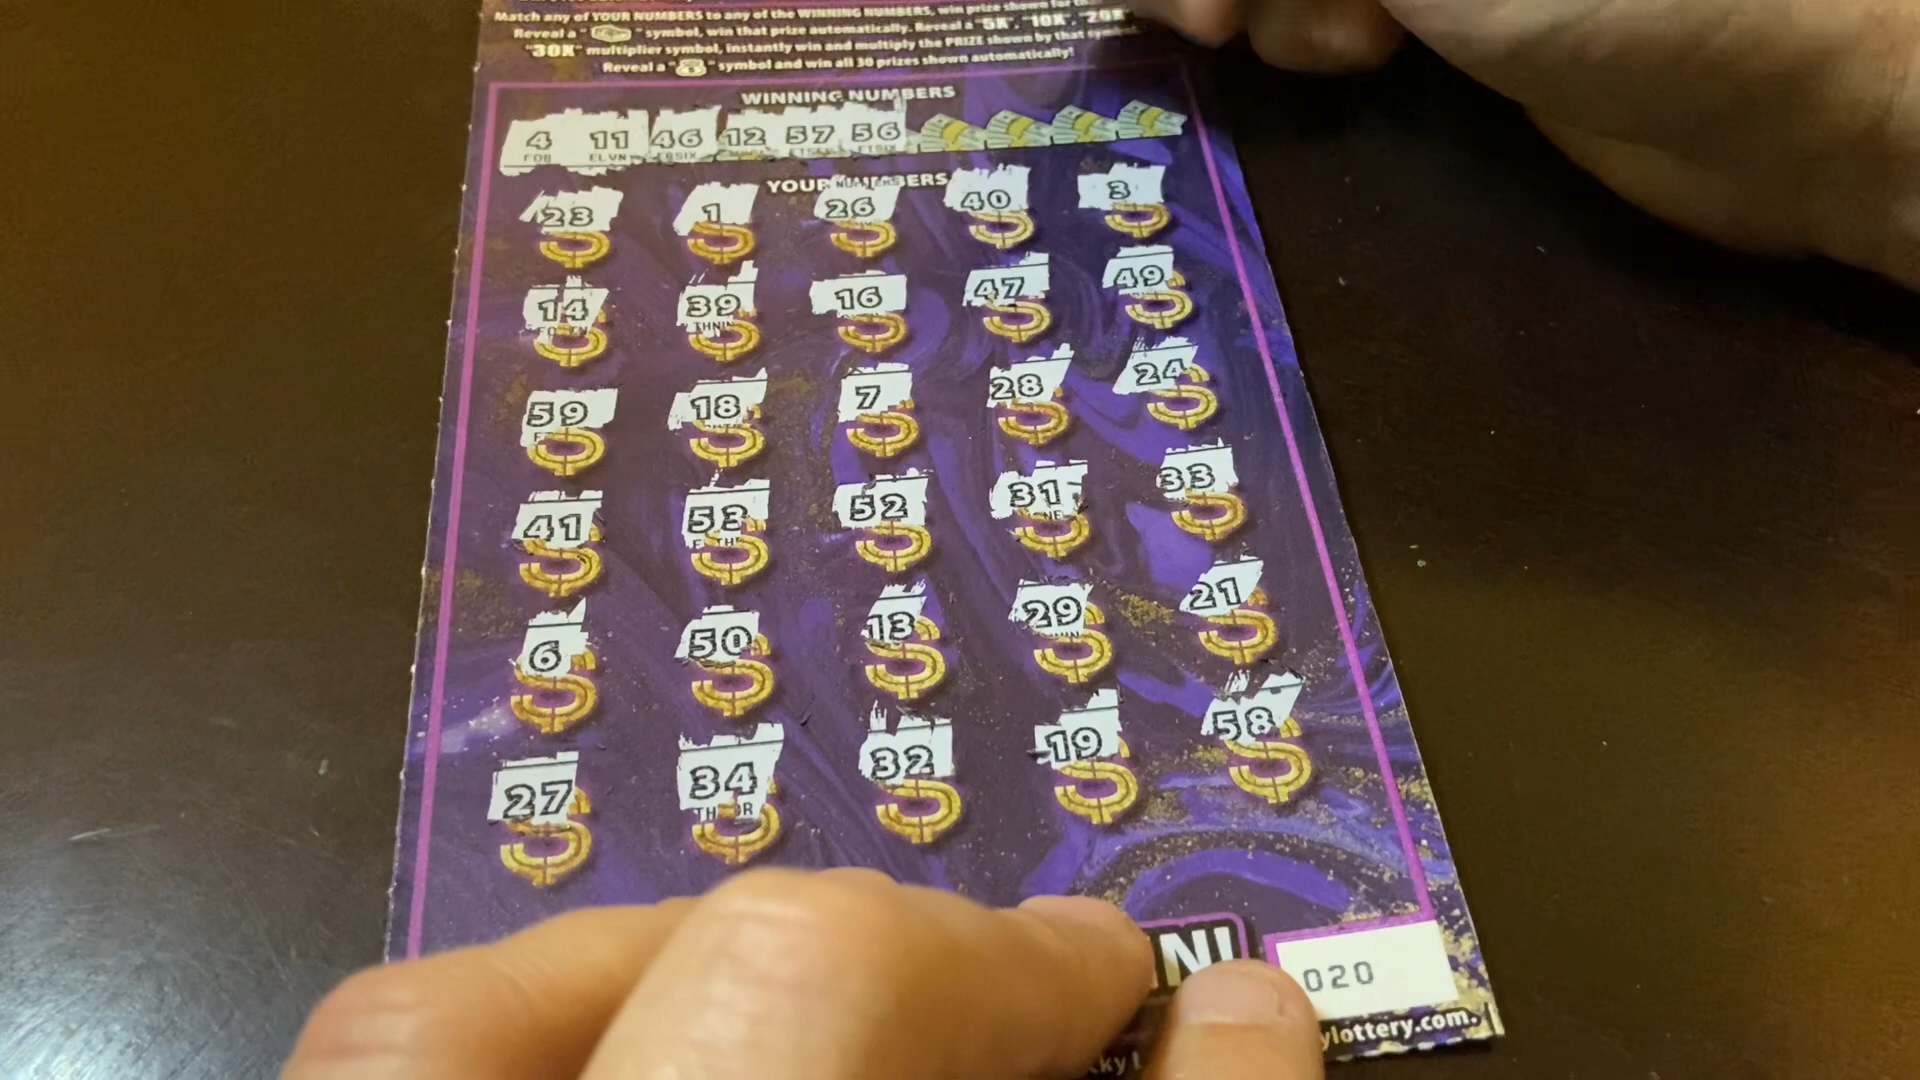 Match any of YOUR NUMBERS to any of the WINNING NUMBERS, win prize shown for
Reveal a " " symbol, win that prize automatically. Reveal a "5X", "10X", "20X"
"30X" multiplier symbol, instantly win and multiply the PRIZE shown by that
Reveal a " " symbol and win all 30 prizes shown automatically!
WINNING NUMBERS
4 11 46 12 57 56
FOR ELVN
YOUR NUMBERS
23 1 26 40 3
14 39 16 47 49
59 18 7 28 24
41 53 52 31 33
6 50 13 29 21
27 34 32 19 58
020
ylottery.com.